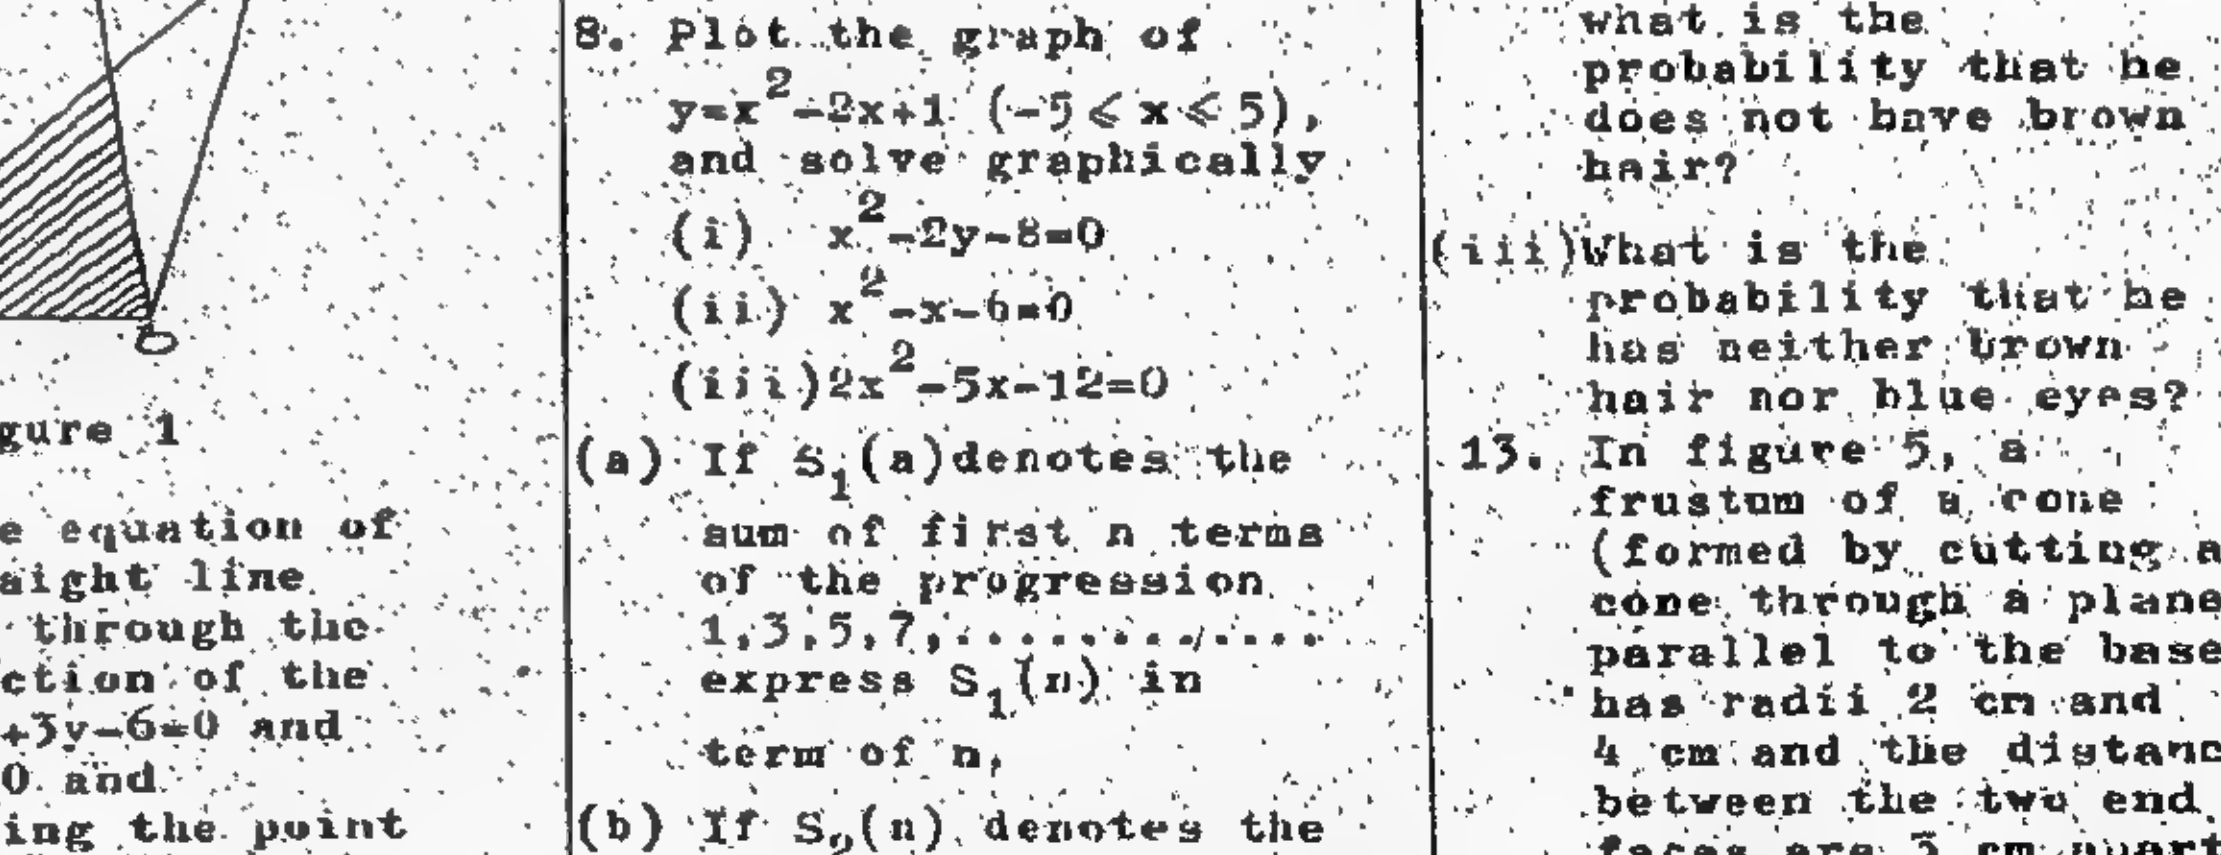 O
gure 1
e equation of
aight line
through the
ction of the
+3y-6=0 and
0 and
ing the point
8. Plot the graph of
y=x²-2x+1 (-5 ⩽ x ⩽ 5),
and solve graphically
(i) x²-2y-8=0
(ii) x²-x-6=0
(iii)2x²-5x-12=0
(a) If S₁(a)denotes the
sum of first n terms
of the progression
1,3,5,7,..............
express S₁(n) in
term of n,
(b) If S₂(n) denotes the
what is the
probability that he
does not have brown
hair?
(iii)What is the
probability that he
has neither brown
hair nor blue eyes?
13. In figure 5, a
frustum of a cone
(formed by cutting a
cone through a plane
parallel to the base
has radii 2 cm and
4 cm and the distanc
between the two end
faces are 3 cm apart